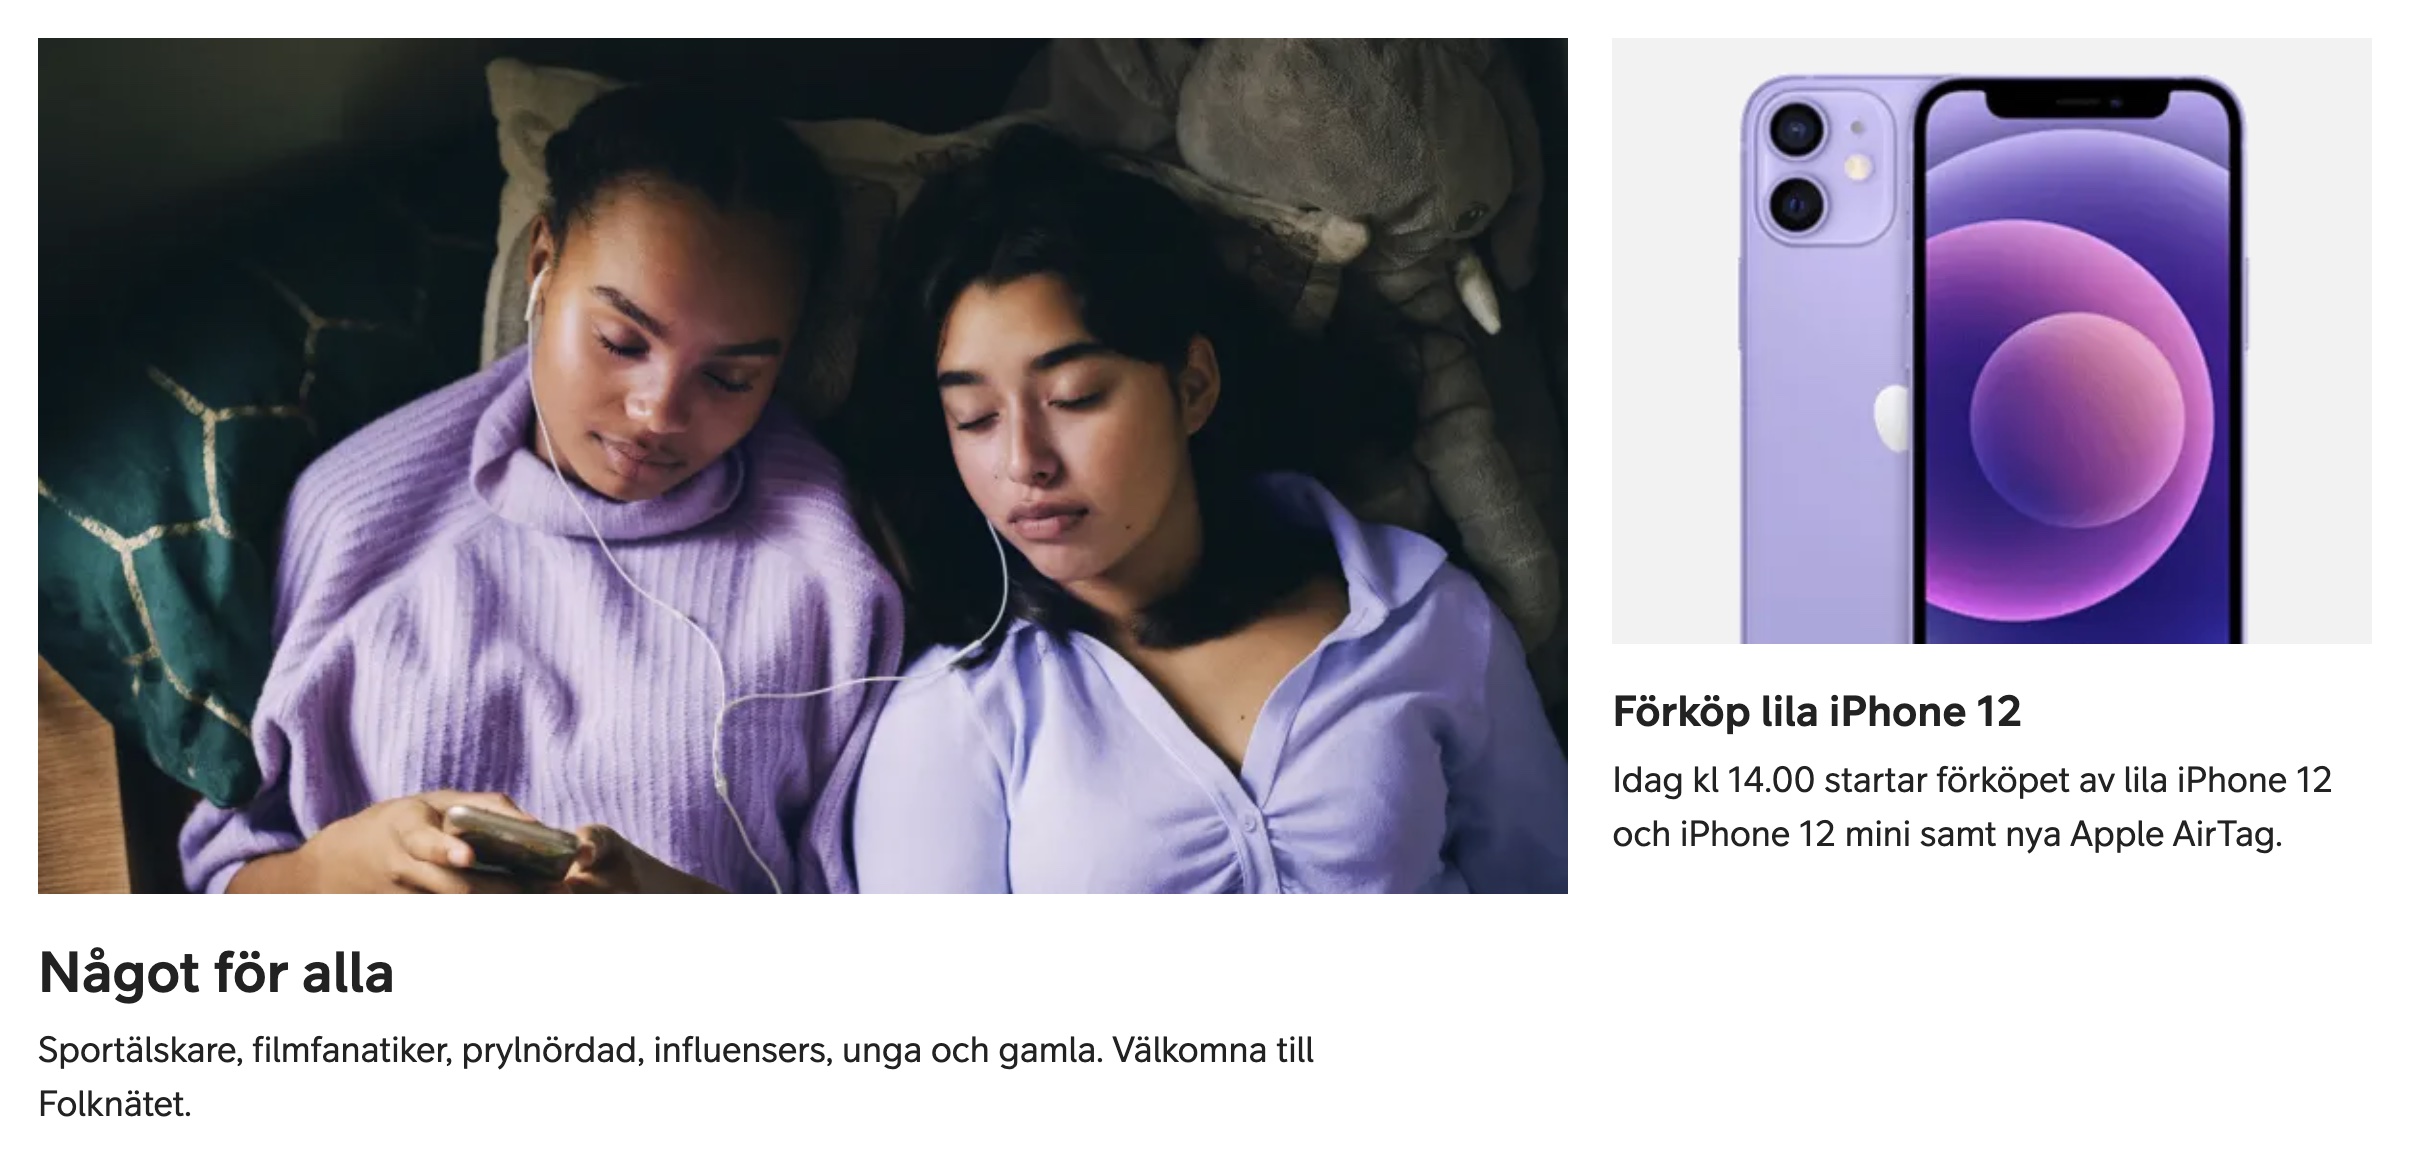 Något för alla
Sportälskare, filmfanatiker, prylnördad, influensers, unga och gamla. Välkomna till
Folknätet.
Förköp lila iPhone 12
Idag kl 14.00 startar förköpet av lila iPhone 12
och iPhone 12 mini samt nya Apple AirTag.